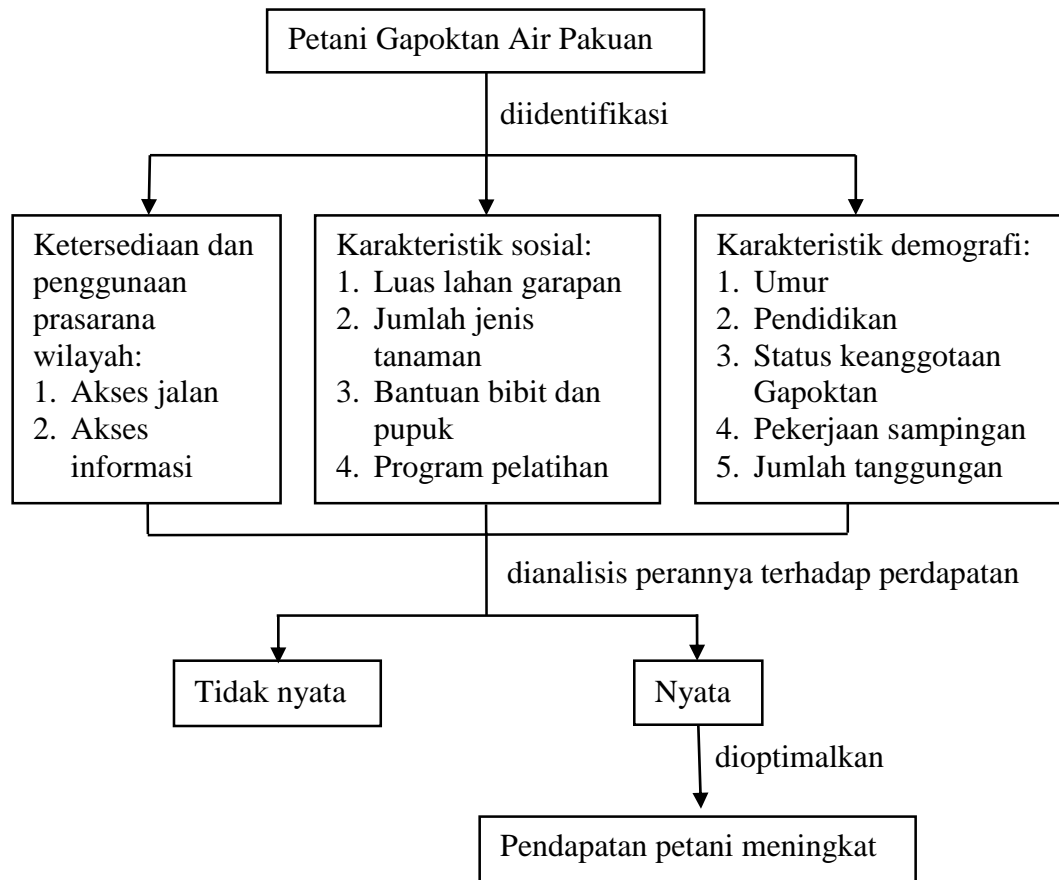 Petani Gapoktan Air Pakuan
diidentifikasi
Ketersediaan dan
penggunaan
prasarana
wilayah:
1. Akses jalan
2. Akses
informasi
Karakteristik sosial:
1. Luas lahan garapan
2. Jumlah jenis
tanaman
3. Bantuan bibit dan
pupuk
4. Program pelatihan
Karakteristik demografi:
1. Umur
2. Pendidikan
3. Status keanggotaan
Gapoktan
4. Pekerjaan sampingan
5. Jumlah tanggungan
dianalisis perannya terhadap perdapatan
Tidak nyata
Nyata
dioptimalkan
Pendapatan petani meningkat